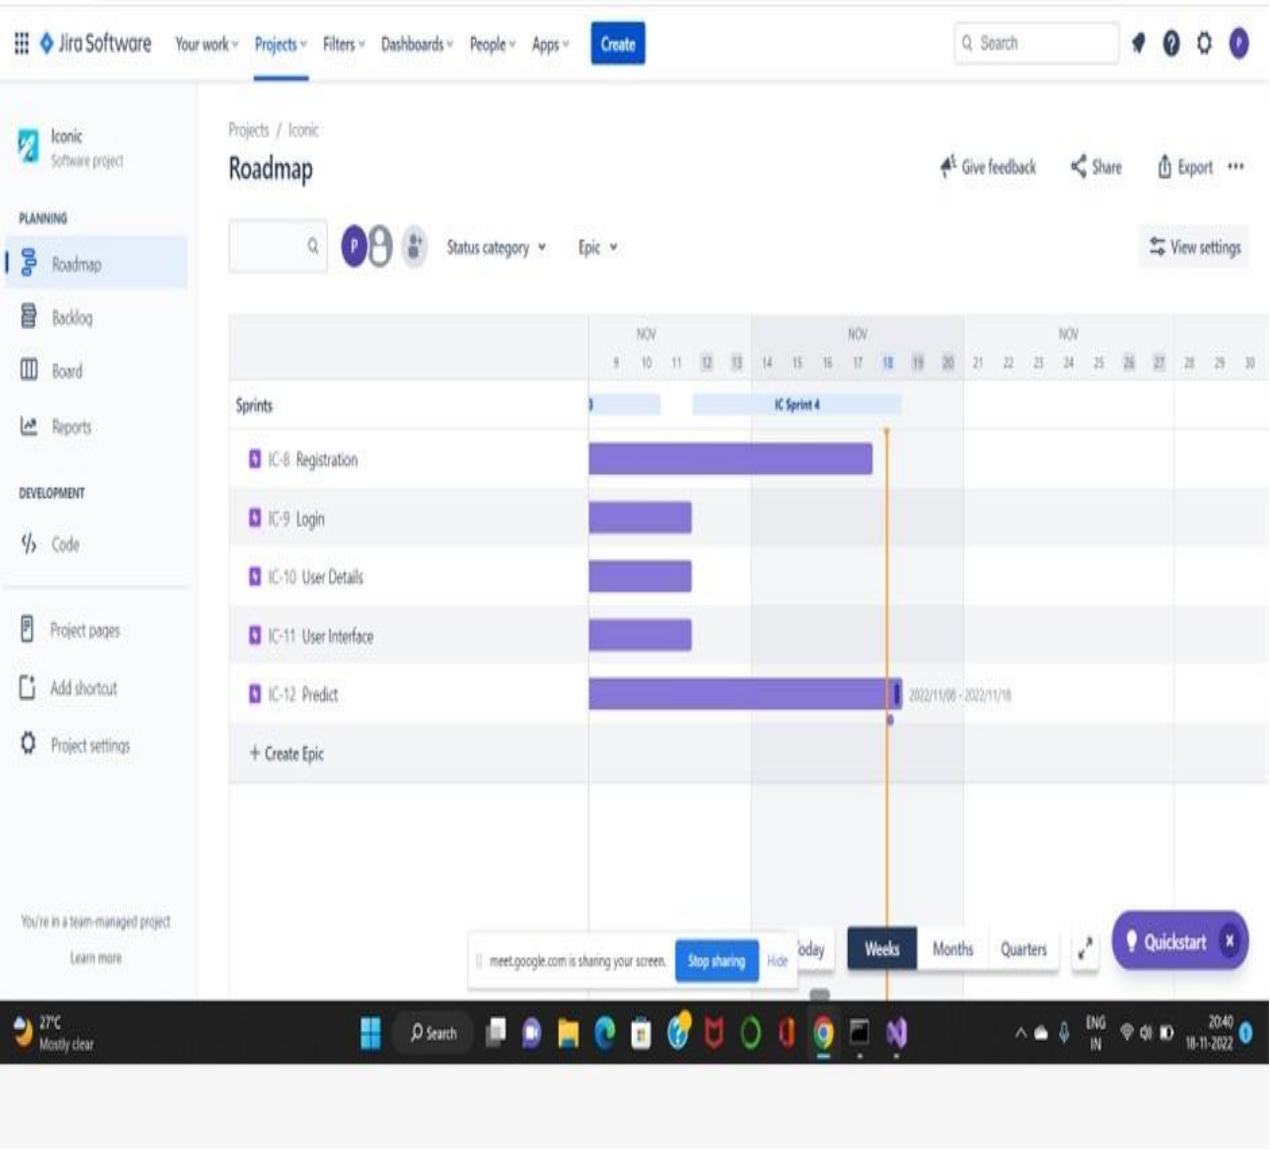 Jira Software Your work Projects Filters Dashboards People Apps Create Search P
Iconic
Software project
Projects / Iconic
Roadmap
Give feedback Share Export
PLANNING
P Status category Epic View settings
Roadmap
Backlog
Board
Reports
DEVELOPMENT
Code
Project pages
Add shortcut
Project settings
You're in a team-managed project
Learn more
NOV NOV NOV
9 10 11 12 13 14 15 16 17 18 19 20 21 22 23 24 25 26 27 28 29 30
Sprints 3 IC Sprint 4
IC-8 Registration
IC-9 Login
IC-10 User Details
IC-11 User Interface
IC-12 Predict 2022/11/08 - 2022/11/18
+ Create Epic
meet.google.com is sharing your screen. Stop sharing Hide
oday Weeks Months Quarters
Quickstart
27°C
Mostly clear
Search
ENG
IN
20:40
18-11-2022
1